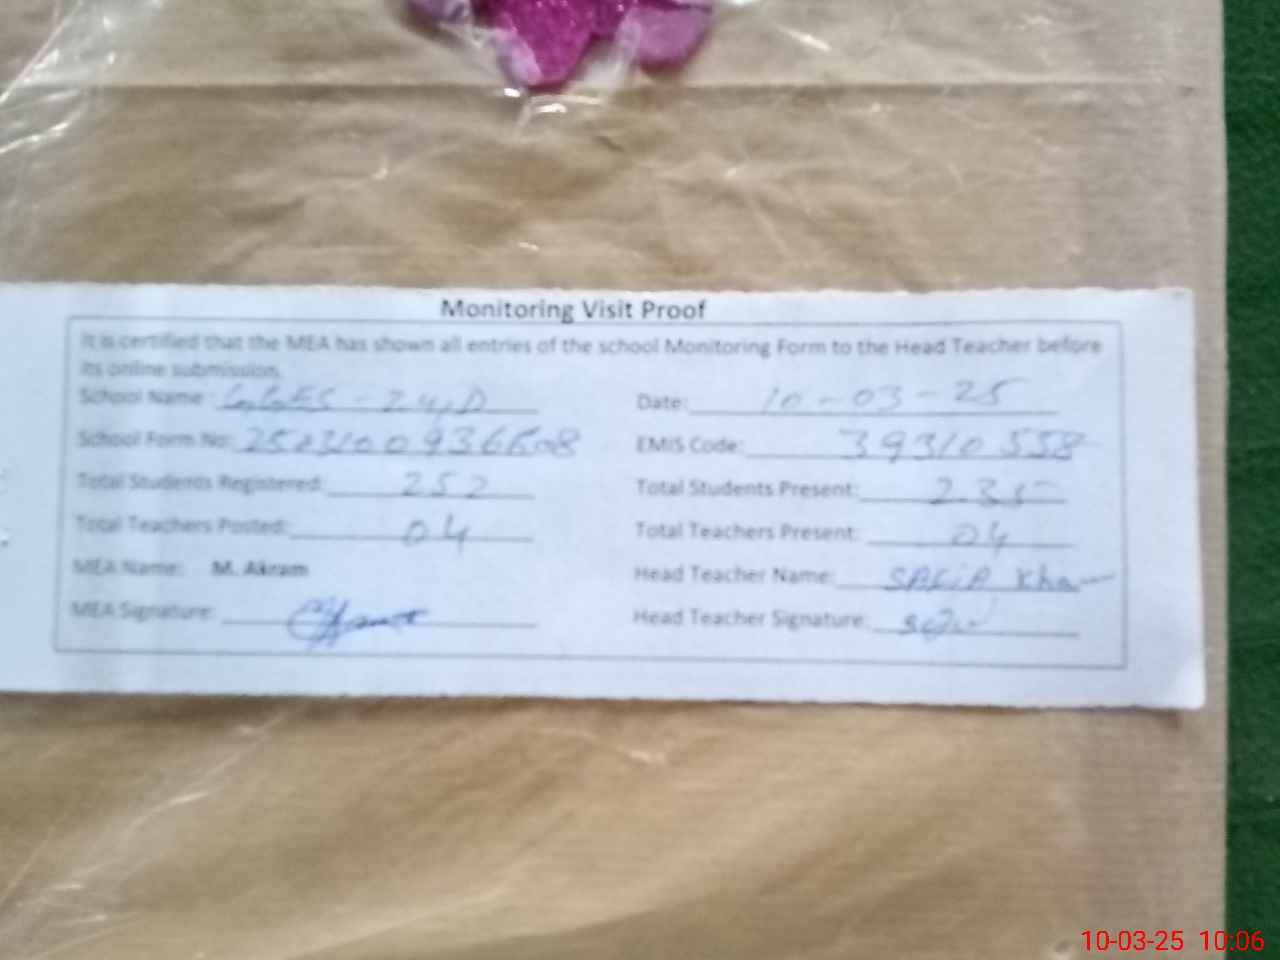 Monitoring Visit Proof
It is certified that the MEA has shown all entries of the school Monitoring Form to the Head Teacher before
its online submission.
School Name: GGES - Date: 10-03-25
School Form No: EMIS Code: 39310558
Total Students Registered: 252 Total Students Present: 235
Total Teachers Posted: 04 Total Teachers Present: 04
MEA Name: M. Akram Head Teacher Name: Khan
MEA Signature: Head Teacher Signature:
10-03-25 10:06